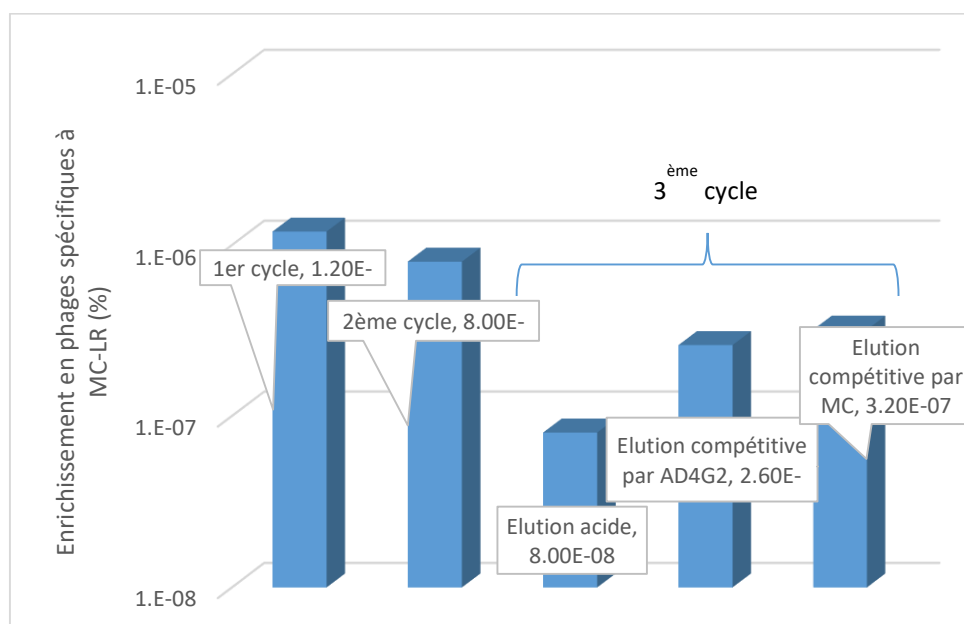 Enrichissement en phages spécifiques à
MC-LR (%)
1.E-05
1.E-06
1.E-07
1.E-08
3ème cycle
1er cycle, 1.20E-
2ème cycle, 8.00E-
Elution acide,
8.00E-08
Elution compétitive
par AD4G2, 2.60E-
Elution
compétitive par
MC, 3.20E-07